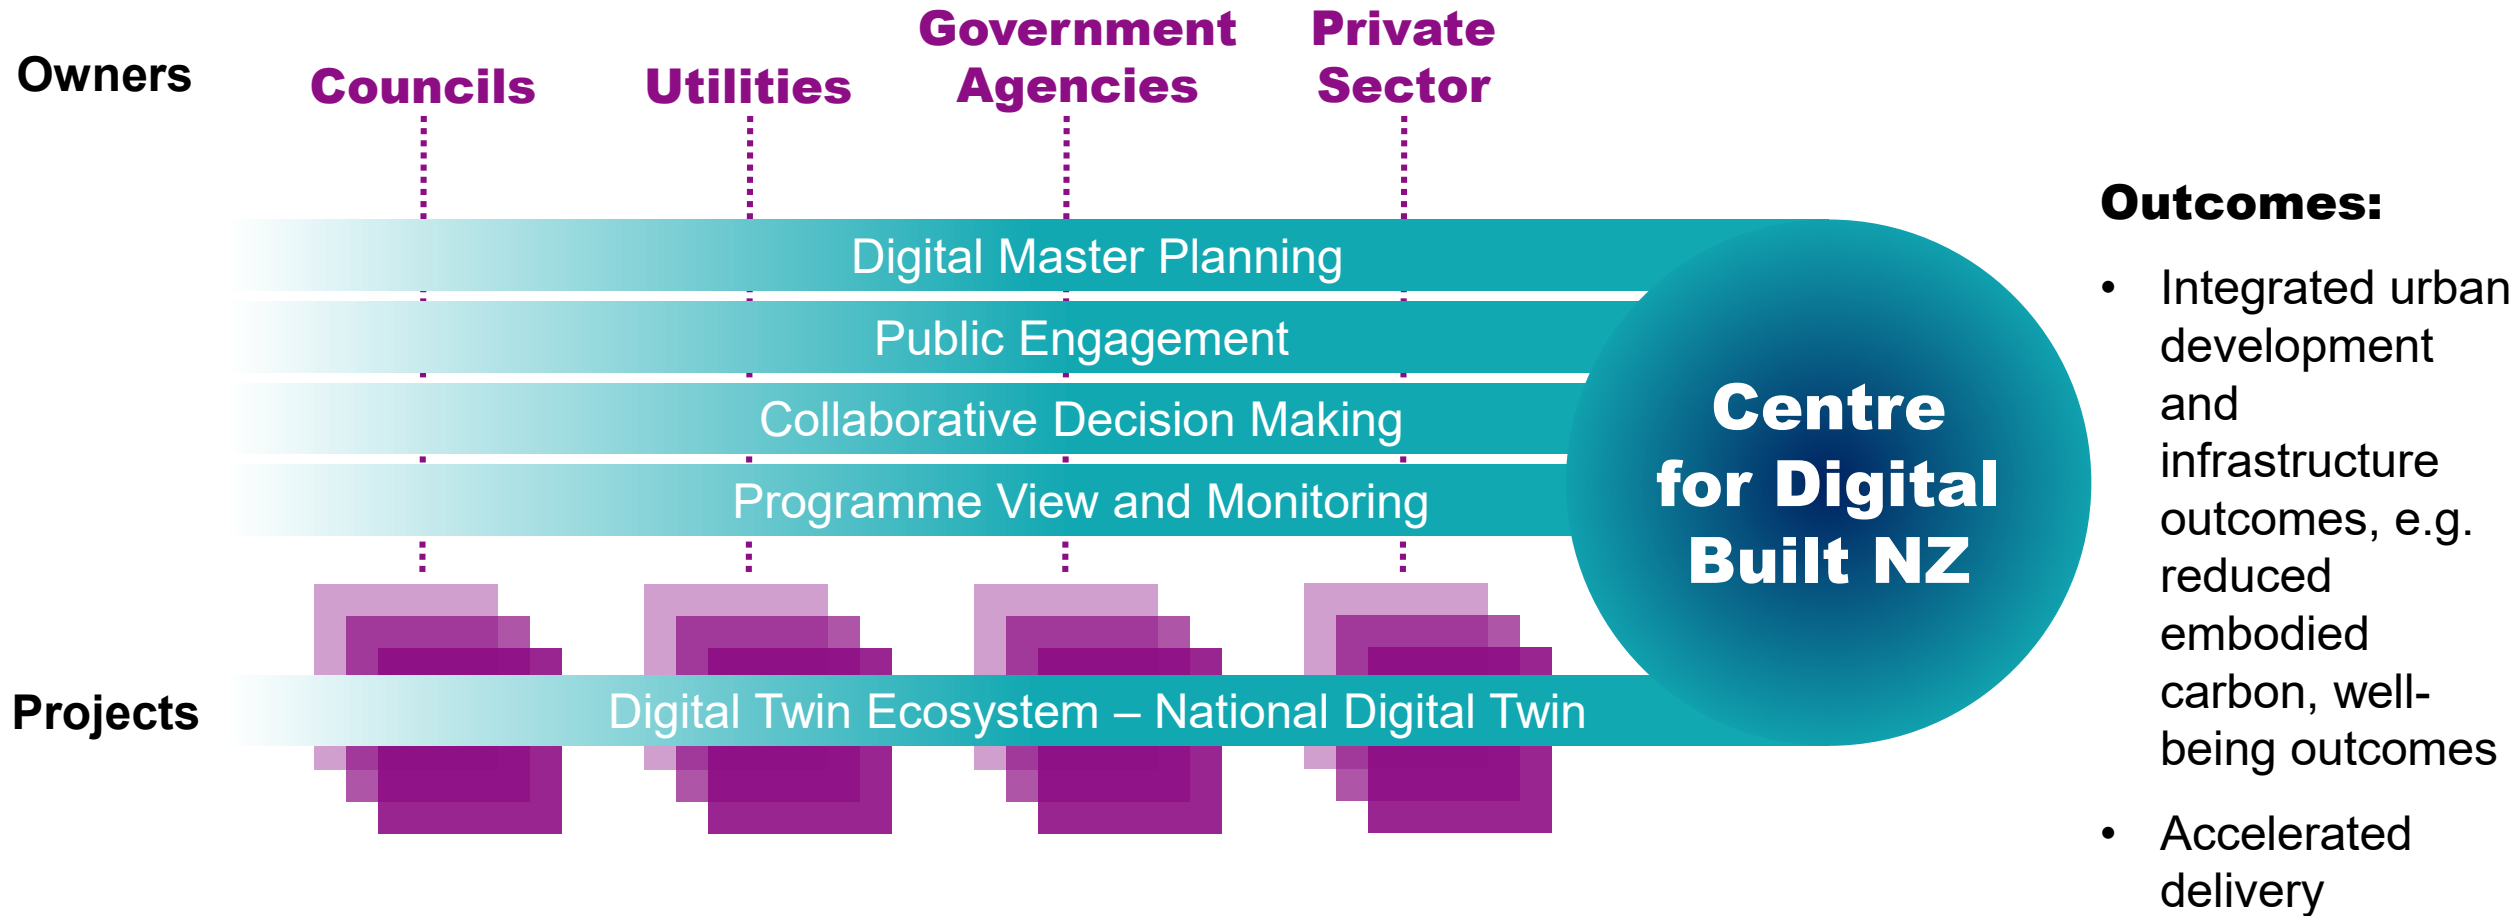 Owners
Councils
Utilities
Government
Agencies
Private
Sector
Digital Master Planning
Public Engagement
Collaborative Decision Making
Programme View and Monitoring
Projects
Digital Twin Ecosystem – National Digital Twin
Centre
for Digital
Built NZ
Outcomes:
• Integrated urban
development
and
infrastructure
outcomes, e.g.
reduced
embodied
carbon, well-
being outcomes
• Accelerated
delivery